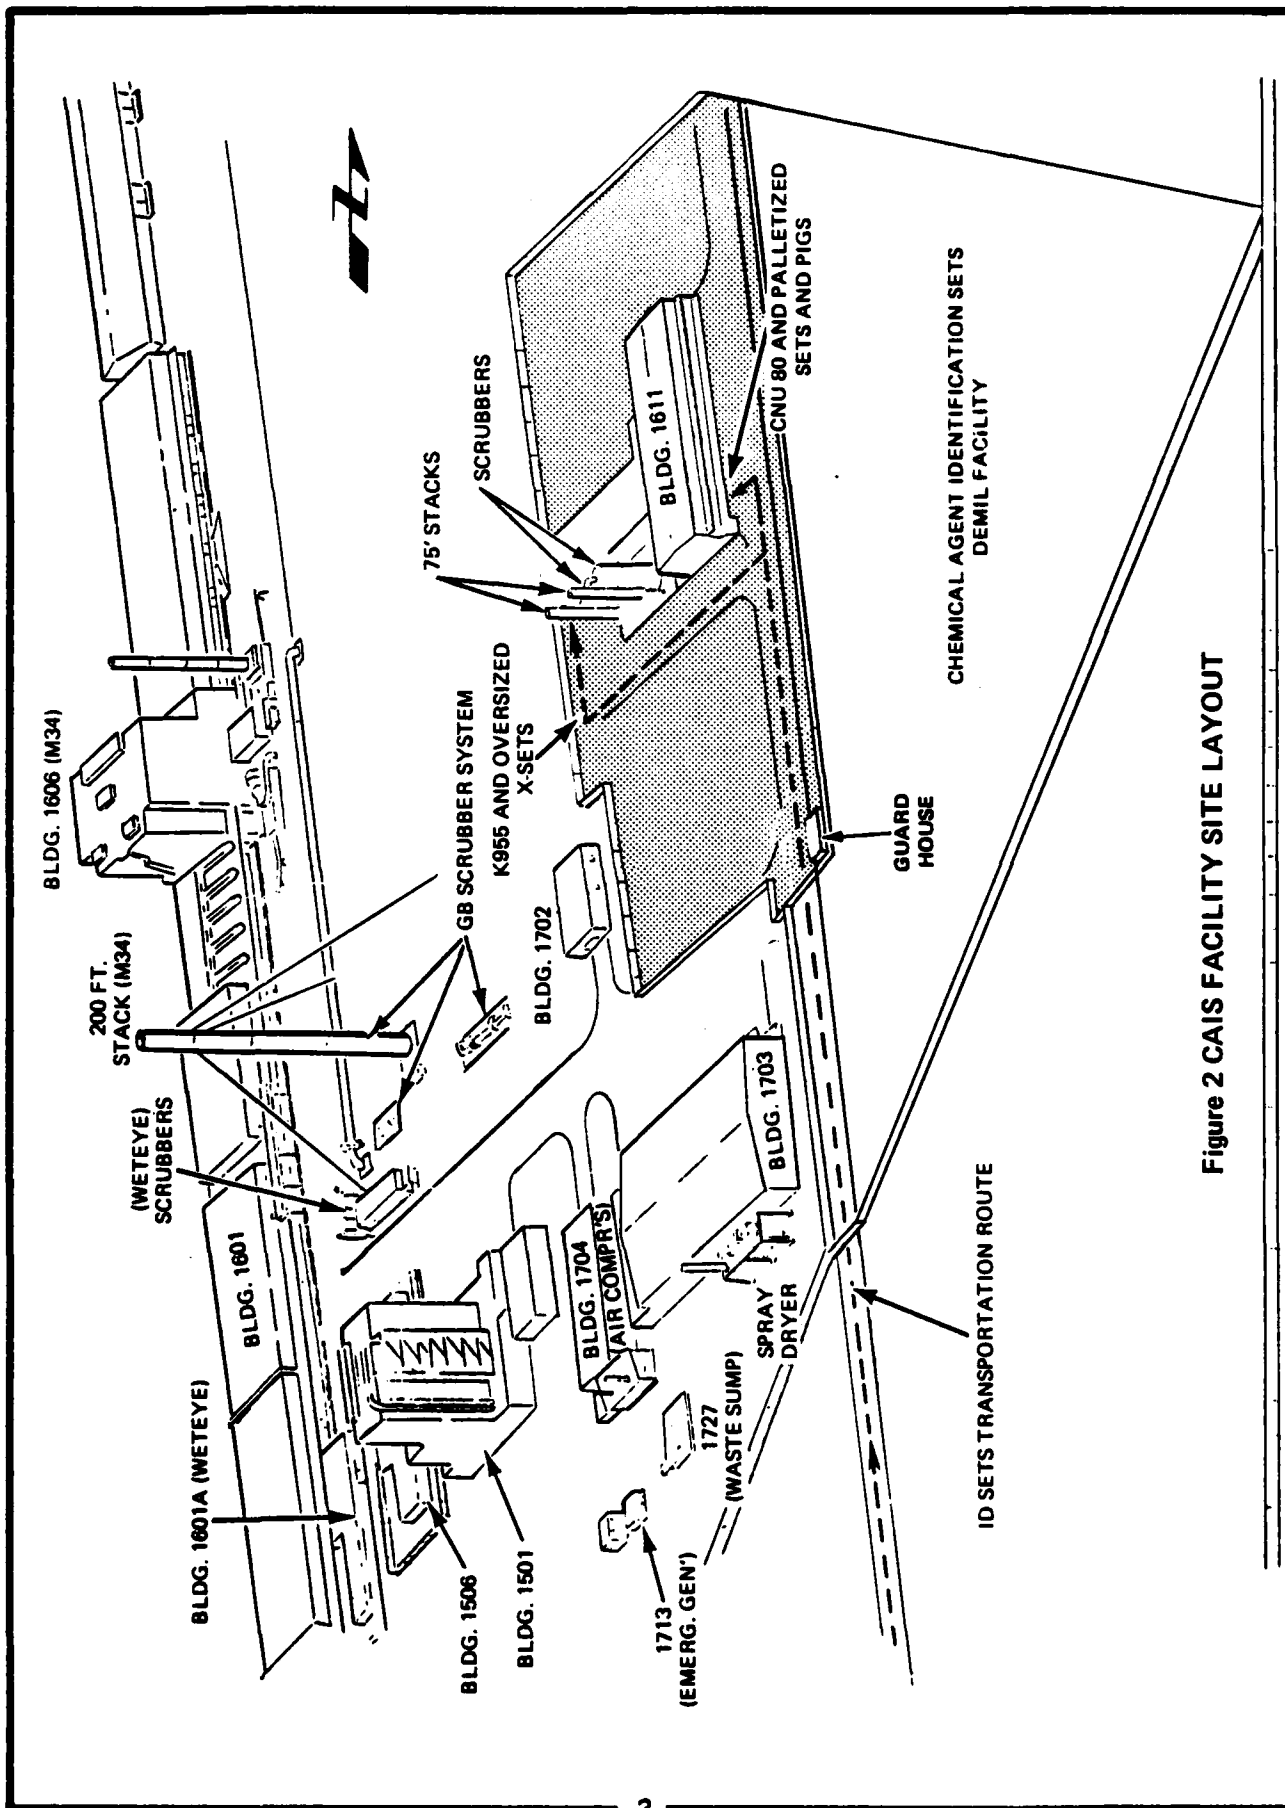 BLDG. 1606 (M34)
200 FT.
STACK (M34)
(WETEYE)
SCRUBBERS
BLDG. 1601
BLDG. 1601A (WETEYE)
BLDG. 1506
BLDG. 1501
75' STACKS
SCRUBBERS
K955 AND OVERSIZED
X-SETS
GB SCRUBBER SYSTEM
BLDG. 1702
BLDG. 1611
CNU 80 AND PALLETIZED
SETS AND PIGS
BLDG. 1704
(AIR COMPR'S)
BLDG. 1703
SPRAY
DRYER
1727
(WASTE SUMP)
1713
(EMERG. GEN')
GUARD
HOUSE
CHEMICAL AGENT IDENTIFICATION SETS
DEMIL FACILITY
ID SETS TRANSPORTATION ROUTE
Figure 2 CAIS FACILITY SITE LAYOUT